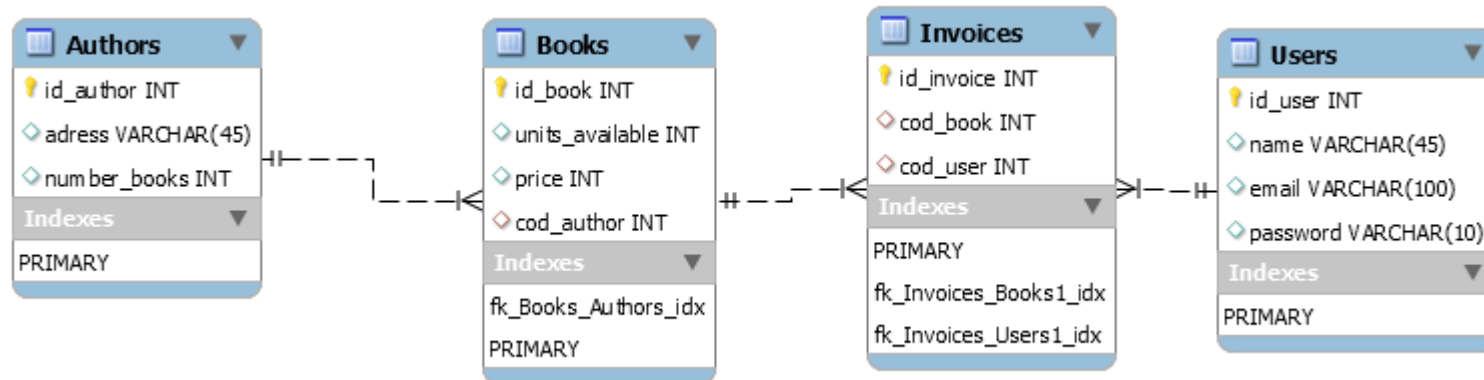 Authors
id_author INT
adress VARCHAR(45)
number_books INT
Indexes
PRIMARY
Books
id_book INT
units_available INT
price INT
cod_author INT
Indexes
fk_Books_Authors_idx
PRIMARY
Invoices
id_invoice INT
cod_book INT
cod_user INT
Indexes
PRIMARY
fk_Invoices_Books1_idx
fk_Invoices_Users1_idx
Users
id_user INT
name VARCHAR(45)
email VARCHAR(100)
password VARCHAR(10)
Indexes
PRIMARY